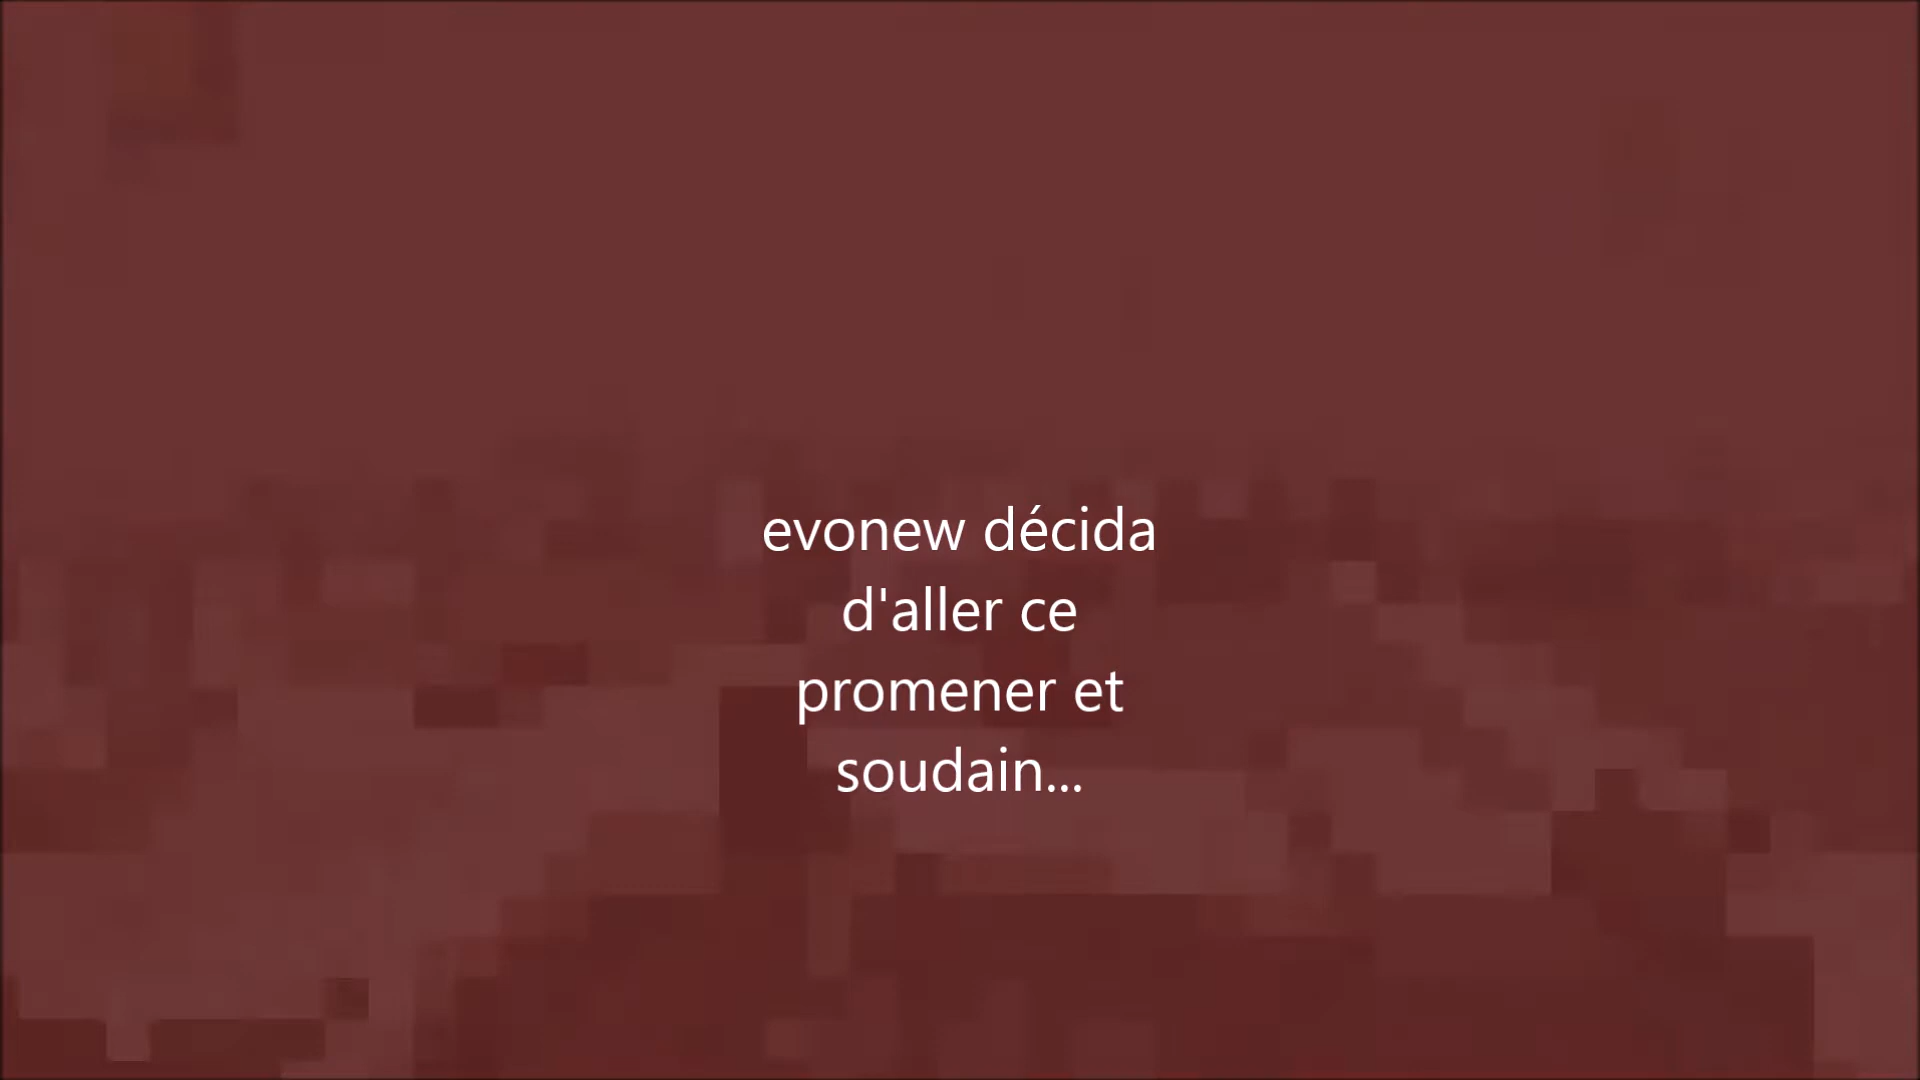 evonew décida
d'aller ce
promener et
soudain...